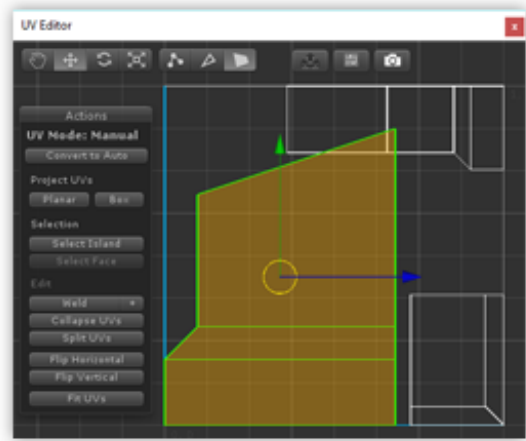 UV Editor
x
Actions
UV Mode: Manual
Convert to Auto
Project UVs
Planar Box
Selection
Select Island
Select Face
Edit
Weld +
Collapse UVs
Split UVs
Flip Horizontal
Flip Vertical
Fit UVs